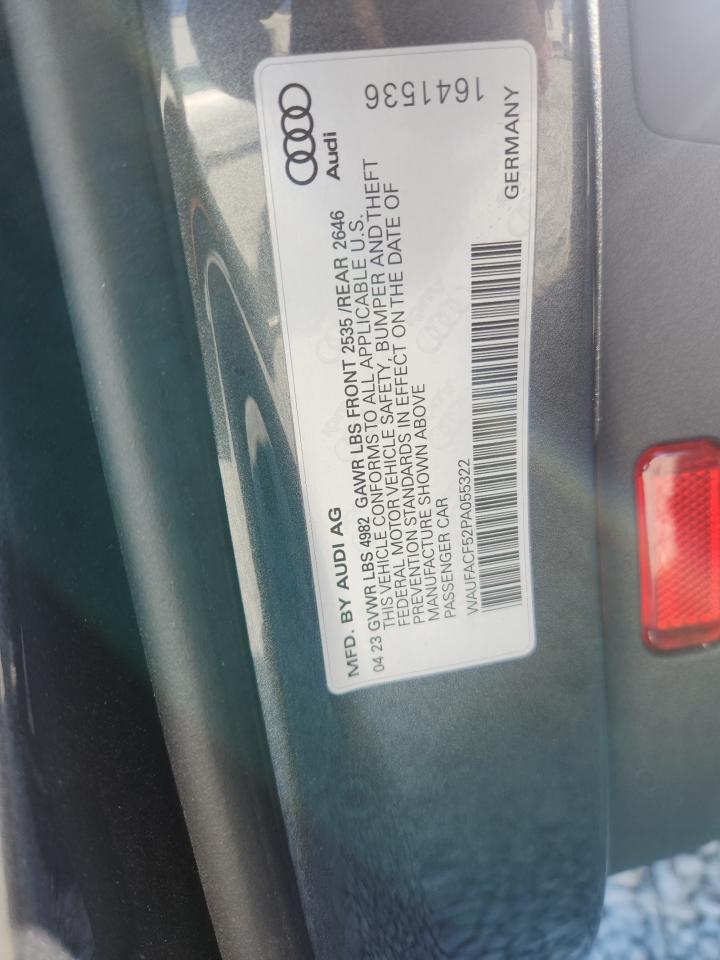 MFD. BY AUDI AG
04 23 GVWR LBS 4982 GAWR LBS FRONT 2535 /REAR 2646
THIS VEHICLE CONFORMS TO ALL APPLICABLE U.S.
FEDERAL MOTOR VEHICLE SAFETY, BUMPER AND THEFT
PREVENTION STANDARDS IN EFFECT ON THE DATE OF
MANUFACTURE SHOWN ABOVE
PASSENGER CAR
WAUFACF52PA055322
Audi
1641536
GERMANY